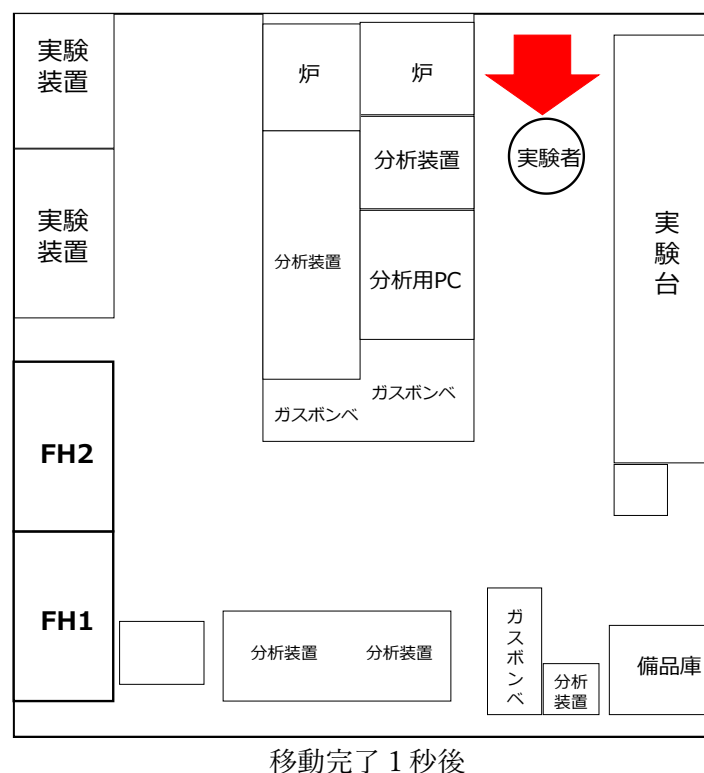 実験
装置
炉
炉
実験者
分析装置
実験
装置
分析装置
分析用PC
実
験
台
ガスボンベ
ガスボンベ
FH2
FH1
分析装置
分析装置
ガ
ス
ボ
ン
ベ
分析
装置
備品庫
移動完了1秒後